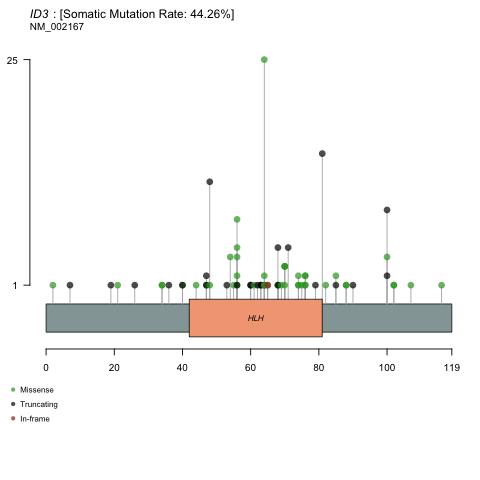 ID3 : [Somatic Mutation Rate: 44.26%]
NM_002167
25
1
HLH
0 20 40 60 80 100 119
Missense
Truncating
In-frame